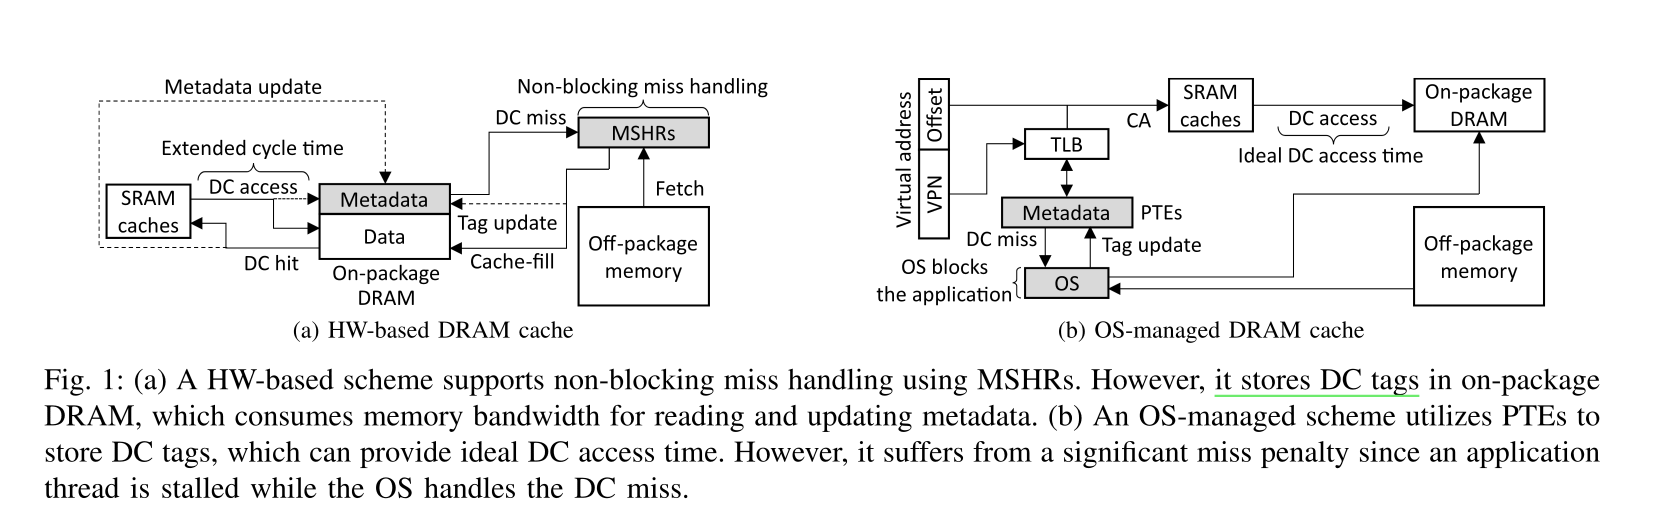 Metadata update
Non-blocking miss handling
DC miss
MSHRs
Extended cycle time
DC access
SRAM
caches
Metadata
Data
Fetch
Tag update
Cache-fill
DC hit
On-package
DRAM
Off-package
memory
(a) HW-based DRAM cache
Virtual address
Offset
VPN
TLB
CA
SRAM
caches
DC access
Ideal DC access time
On-package
DRAM
Metadata
PTEs
DC miss
Tag update
OS blocks
the application
OS
Off-package
memory
(b) OS-managed DRAM cache
Fig. 1: (a) A HW-based scheme supports non-blocking miss handling using MSHRs. However, it stores DC tags in on-package
DRAM, which consumes memory bandwidth for reading and updating metadata. (b) An OS-managed scheme utilizes PTEs to
store DC tags, which can provide ideal DC access time. However, it suffers from a significant miss penalty since an application
thread is stalled while the OS handles the DC miss.